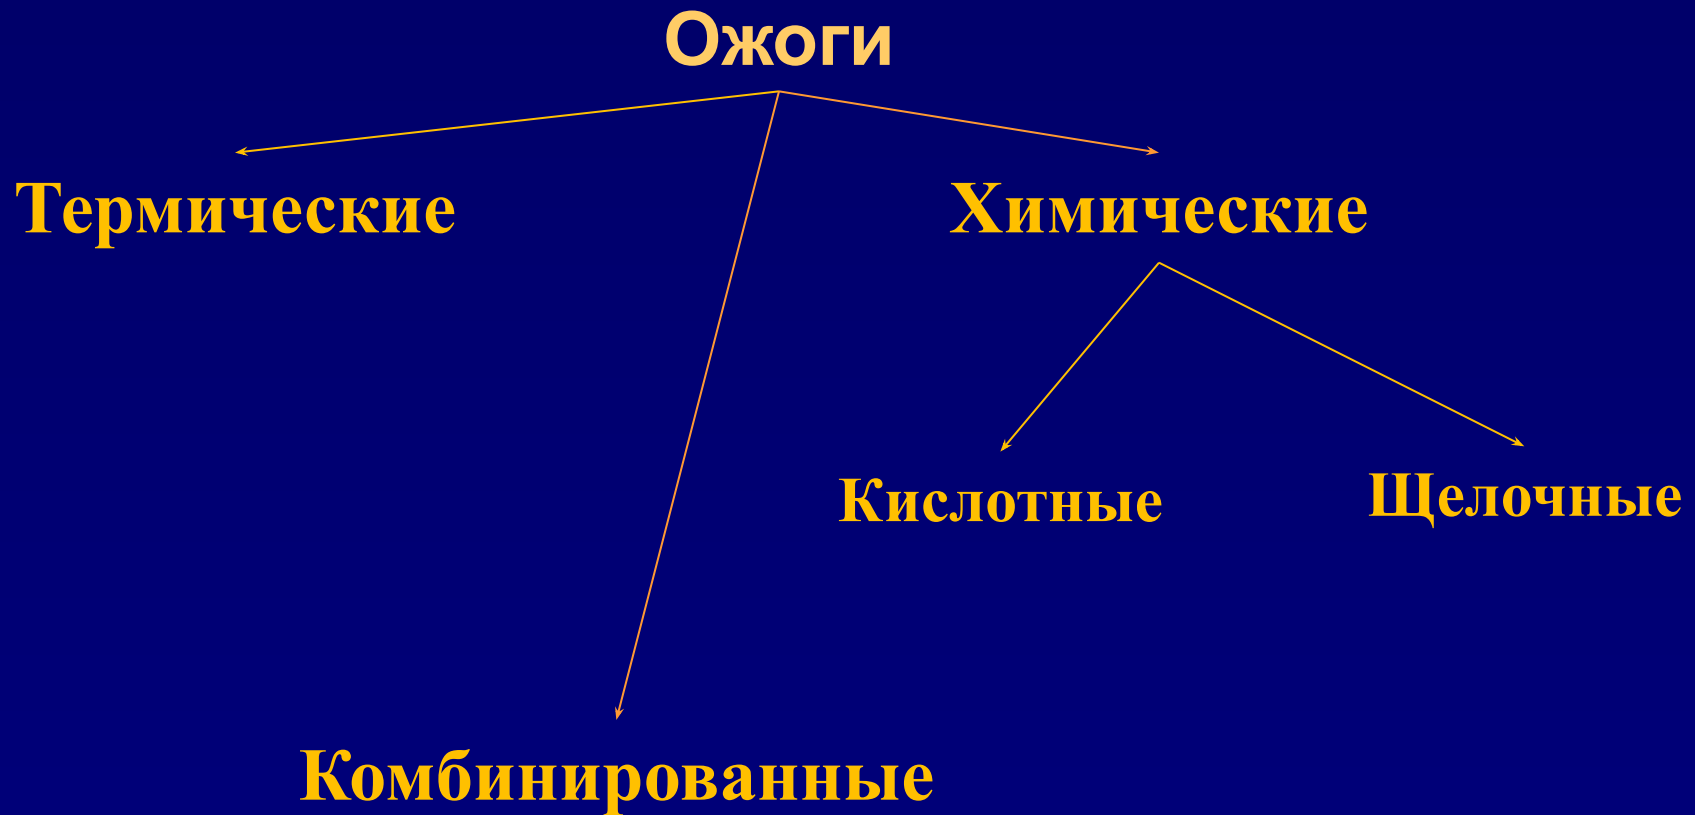 Ожоги
Термические
Химические
Кислотные
Щелочные
Комбинированные